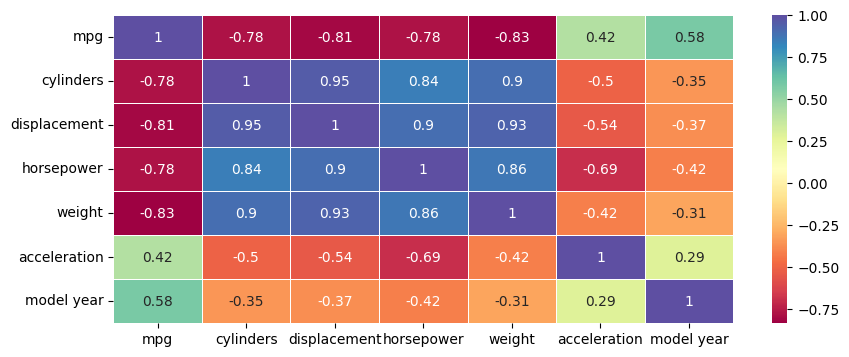 mpg 1 -0.78 -0.81 -0.78 -0.83 0.42 0.58
cylinders -0.78 1 0.95 0.84 0.9 -0.5 -0.35
displacement -0.81 0.95 1 0.9 0.93 -0.54 -0.37
horsepower -0.78 0.84 0.9 1 0.86 -0.69 -0.42
weight -0.83 0.9 0.93 0.86 1 -0.42 -0.31
acceleration 0.42 -0.5 -0.54 -0.69 -0.42 1 0.29
model year 0.58 -0.35 -0.37 -0.42 -0.31 0.29 1
mpg cylinders displacement horsepower weight acceleration model year
1.00
0.75
0.50
0.25
0.00
−0.25
−0.50
−0.75